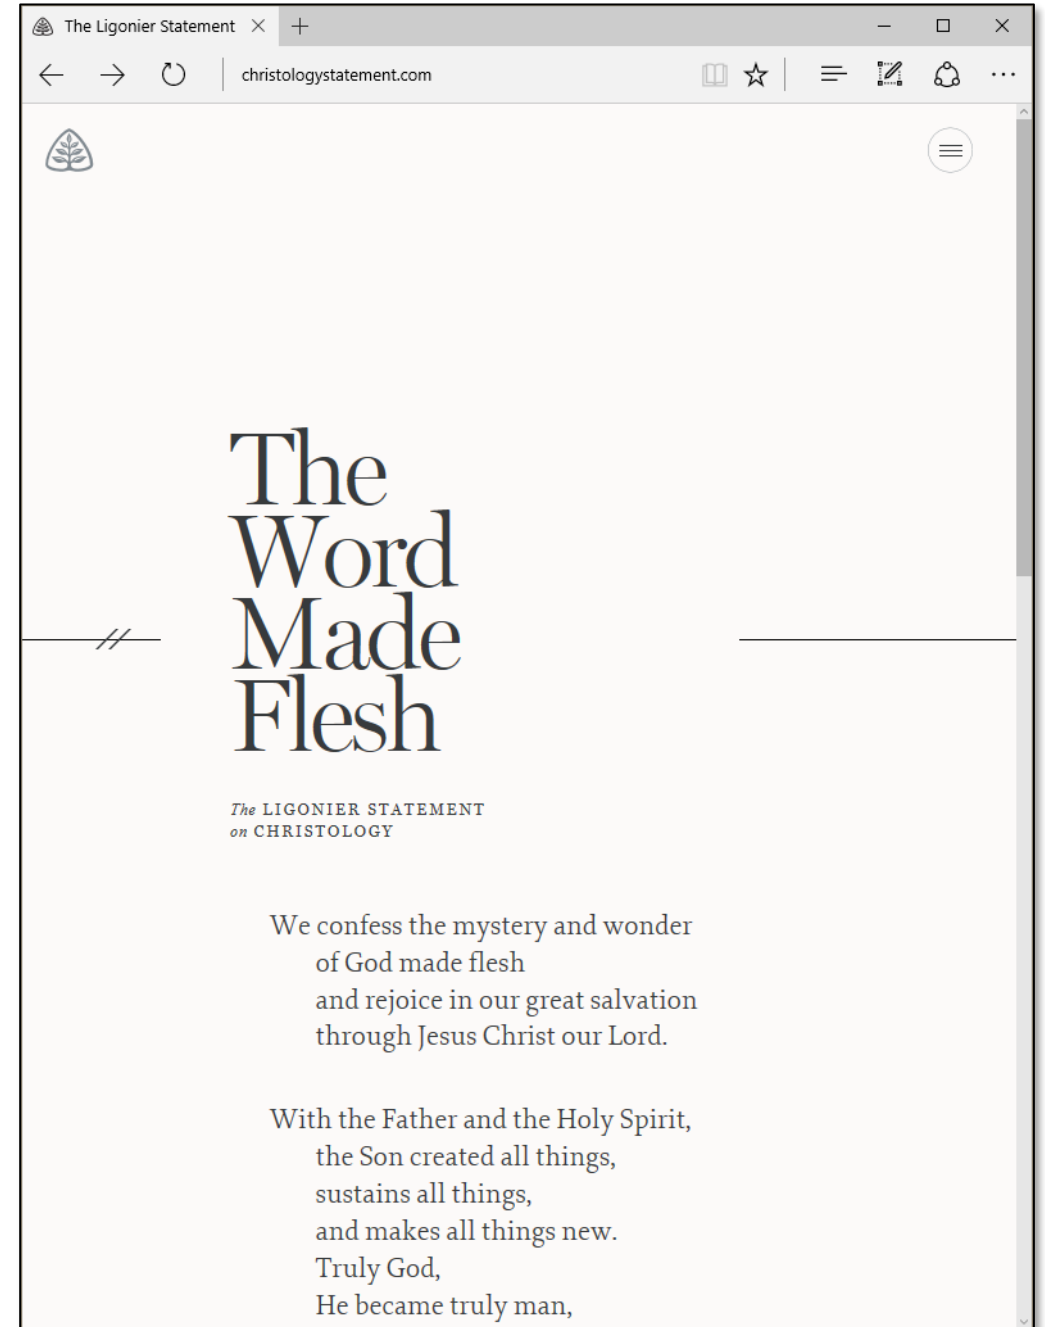 The Ligonier Statement
christologystatement.com
The
Word
Made
Flesh
The LIGONIER STATEMENT
on CHRISTOLOGY
We confess the mystery and wonder
of God made flesh
and rejoice in our great salvation
through Jesus Christ our Lord.
With the Father and the Holy Spirit,
the Son created all things,
sustains all things,
and makes all things new.
Truly God,
He became truly man,